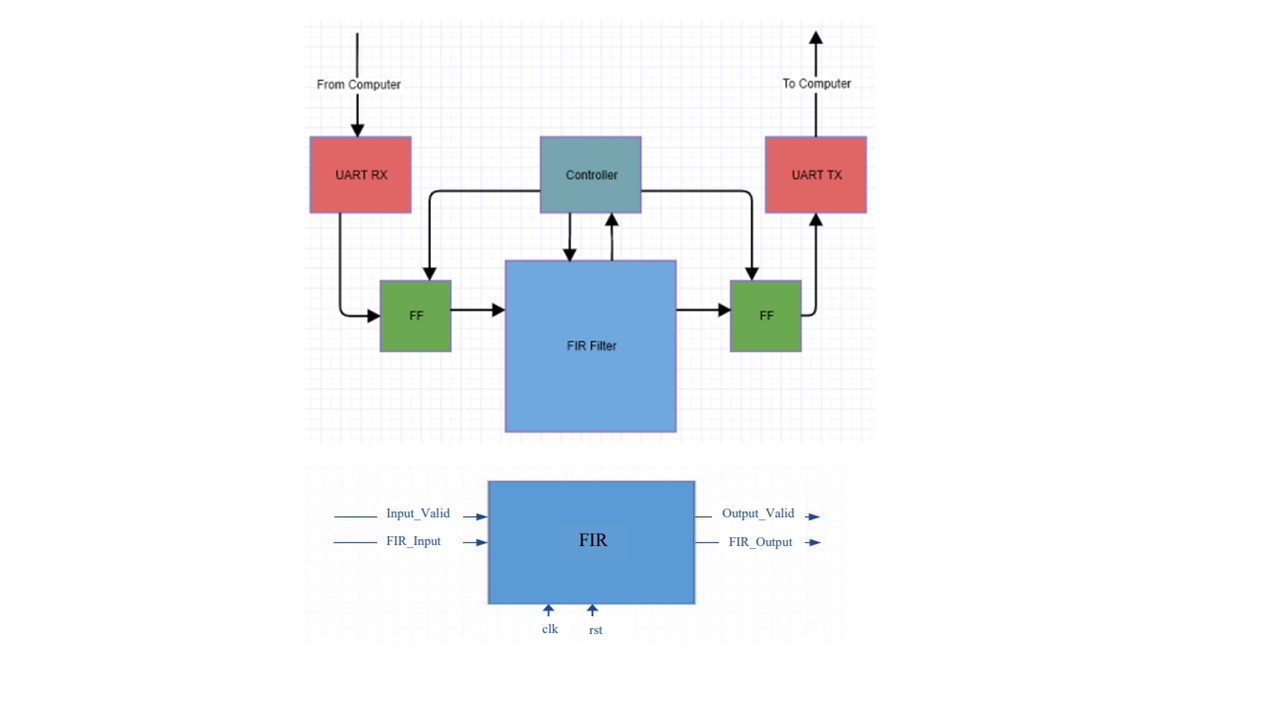 From Computer
To Computer
UART RX
Controller
UART TX
FF
FIR Filter
FF
Input_Valid
Output_Valid
FIR_Input
FIR
FIR_Output
clk
rst